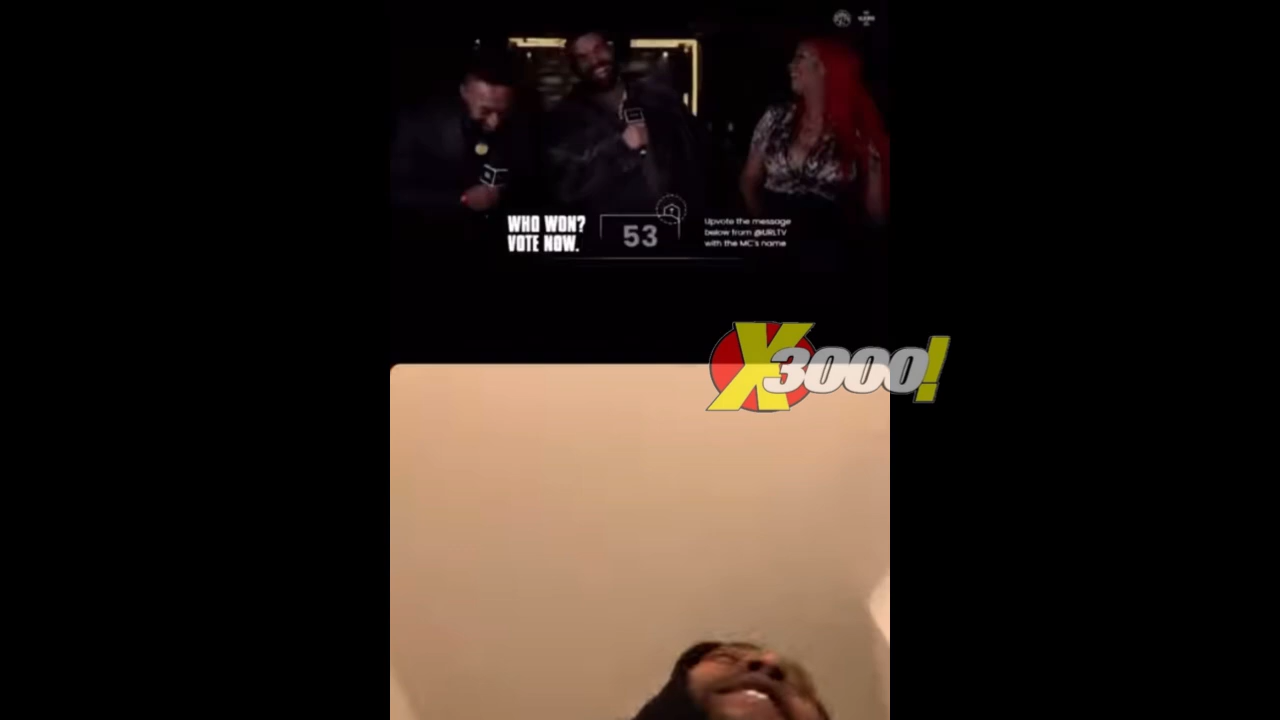 WHO WON?
VOTE NOW.
53
Upvote the message
below from @URLTV
with the MC's name
X3000!